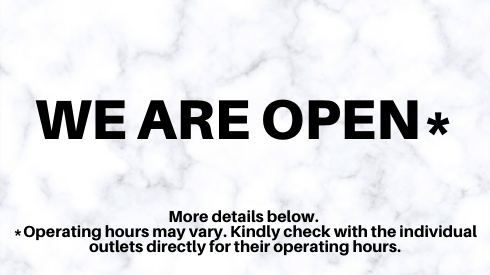 WE ARE OPEN*
More details below.
*Operating hours may vary. Kindly check with the individual
outlets directly for their operating hours.